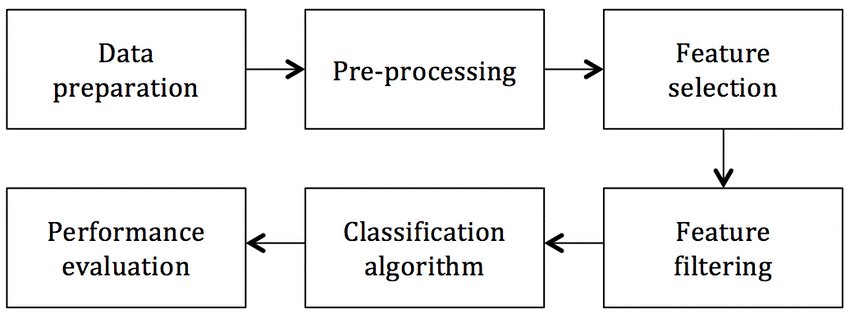 Data
preparation
Pre-processing
Feature
selection
Feature
filtering
Classification
algorithm
Performance
evaluation